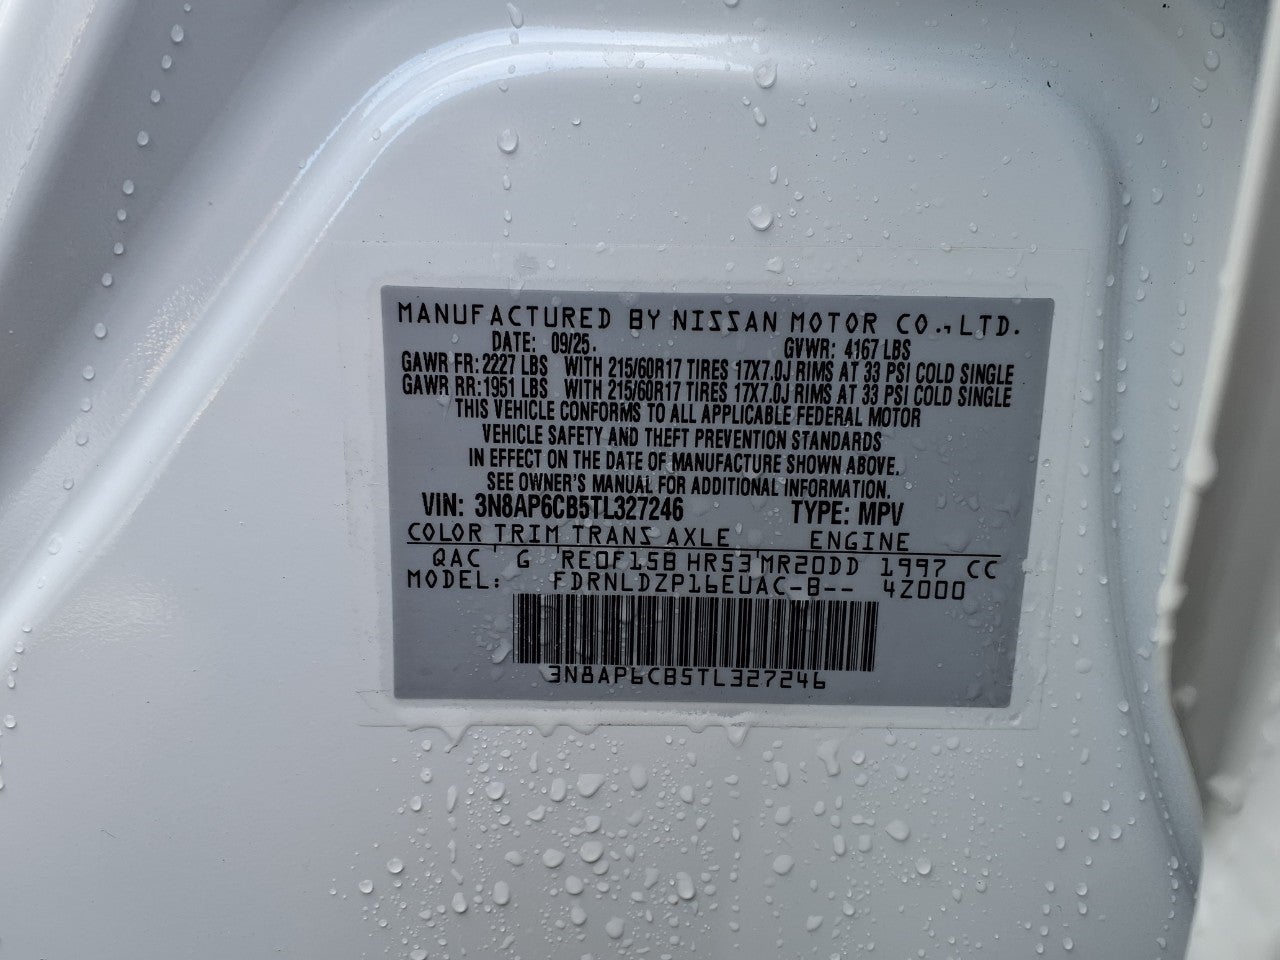 MANUFACTURED BY NISSAN MOTOR CO.,LTD.
DATE: 09/25. GVWR: 4167 LBS
GAWR FR: 2227 LBS WITH 215/60R17 TIRES 17X7.0J RIMS AT 33 PSI COLD SINGLE
GAWR RR: 1951 LBS WITH 215/60R17 TIRES 17X7.0J RIMS AT 33 PSI COLD SINGLE
THIS VEHICLE CONFORMS TO ALL APPLICABLE FEDERAL MOTOR
VEHICLE SAFETY AND THEFT PREVENTION STANDARDS
IN EFFECT ON THE DATE OF MANUFACTURE SHOWN ABOVE.
SEE OWNER'S MANUAL FOR ADDITIONAL INFORMATION.
VIN: 3N8AP6CB5TL327246 TYPE: MPV
COLOR TRIM TRANS AXLE ENGINE
QAC ' G 'RE0F15B HR53'MR20DD 1997 CC
MODEL: FDRNLDZP16EUAC-B-- 4Z000
3N8AP6CB5TL327246